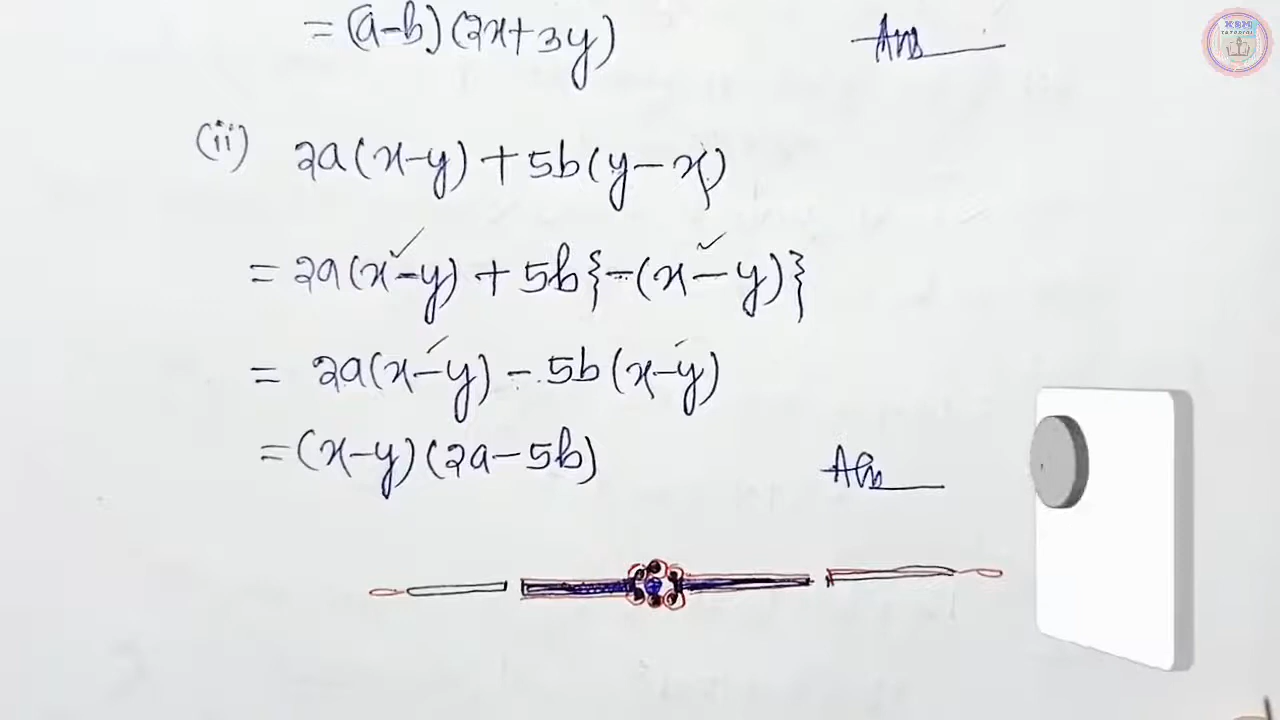 = (a-b)(2x+3y) Ans
(ii) 2a(x-y)+5b(y-x)
= 2a(x-y)+5b{-(x-y)}
= 2a(x-y)-5b(x-y)
=(x-y)(2a-5b) Ans